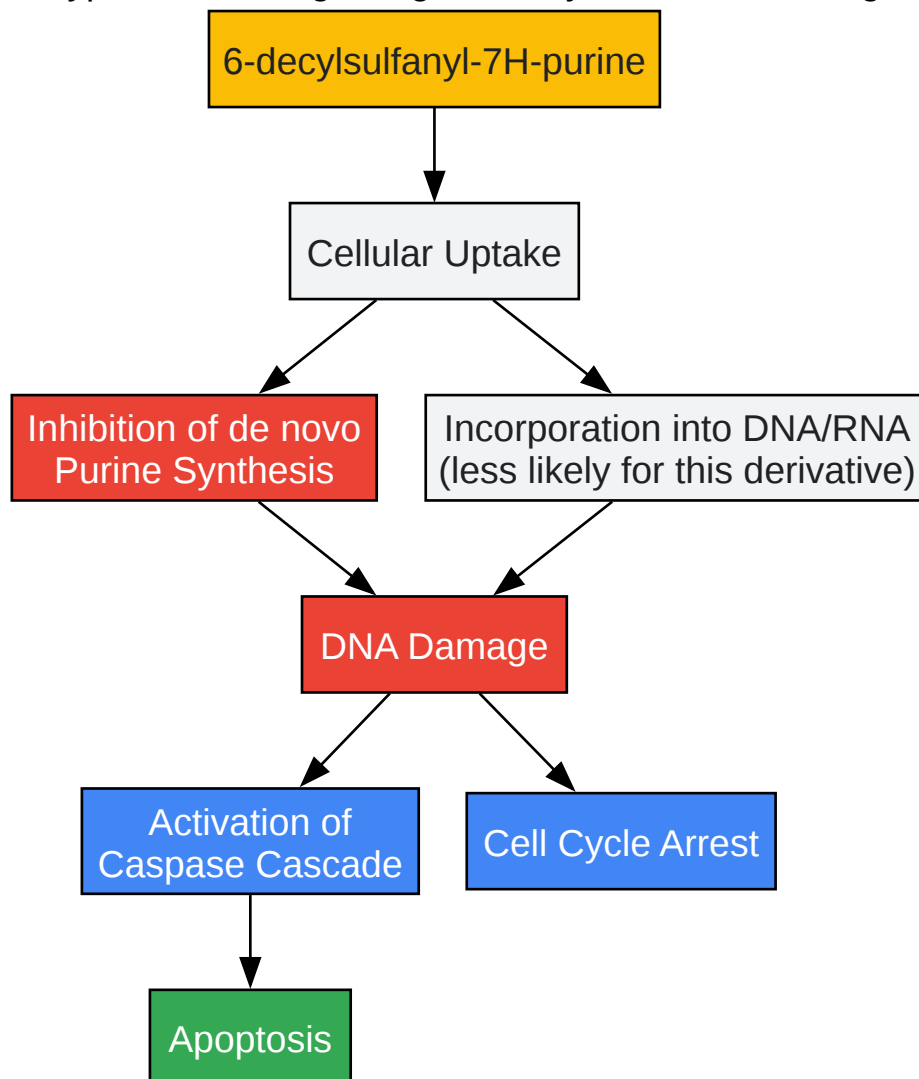 6-decylsulfanyl-7H-purine
Cellular Uptake
Inhibition of de novo
Purine Synthesis
Incorporation into DNA/RNA
(less likely for this derivative)
DNA Damage
Activation of
Caspase Cascade
Cell Cycle Arrest
Apoptosis